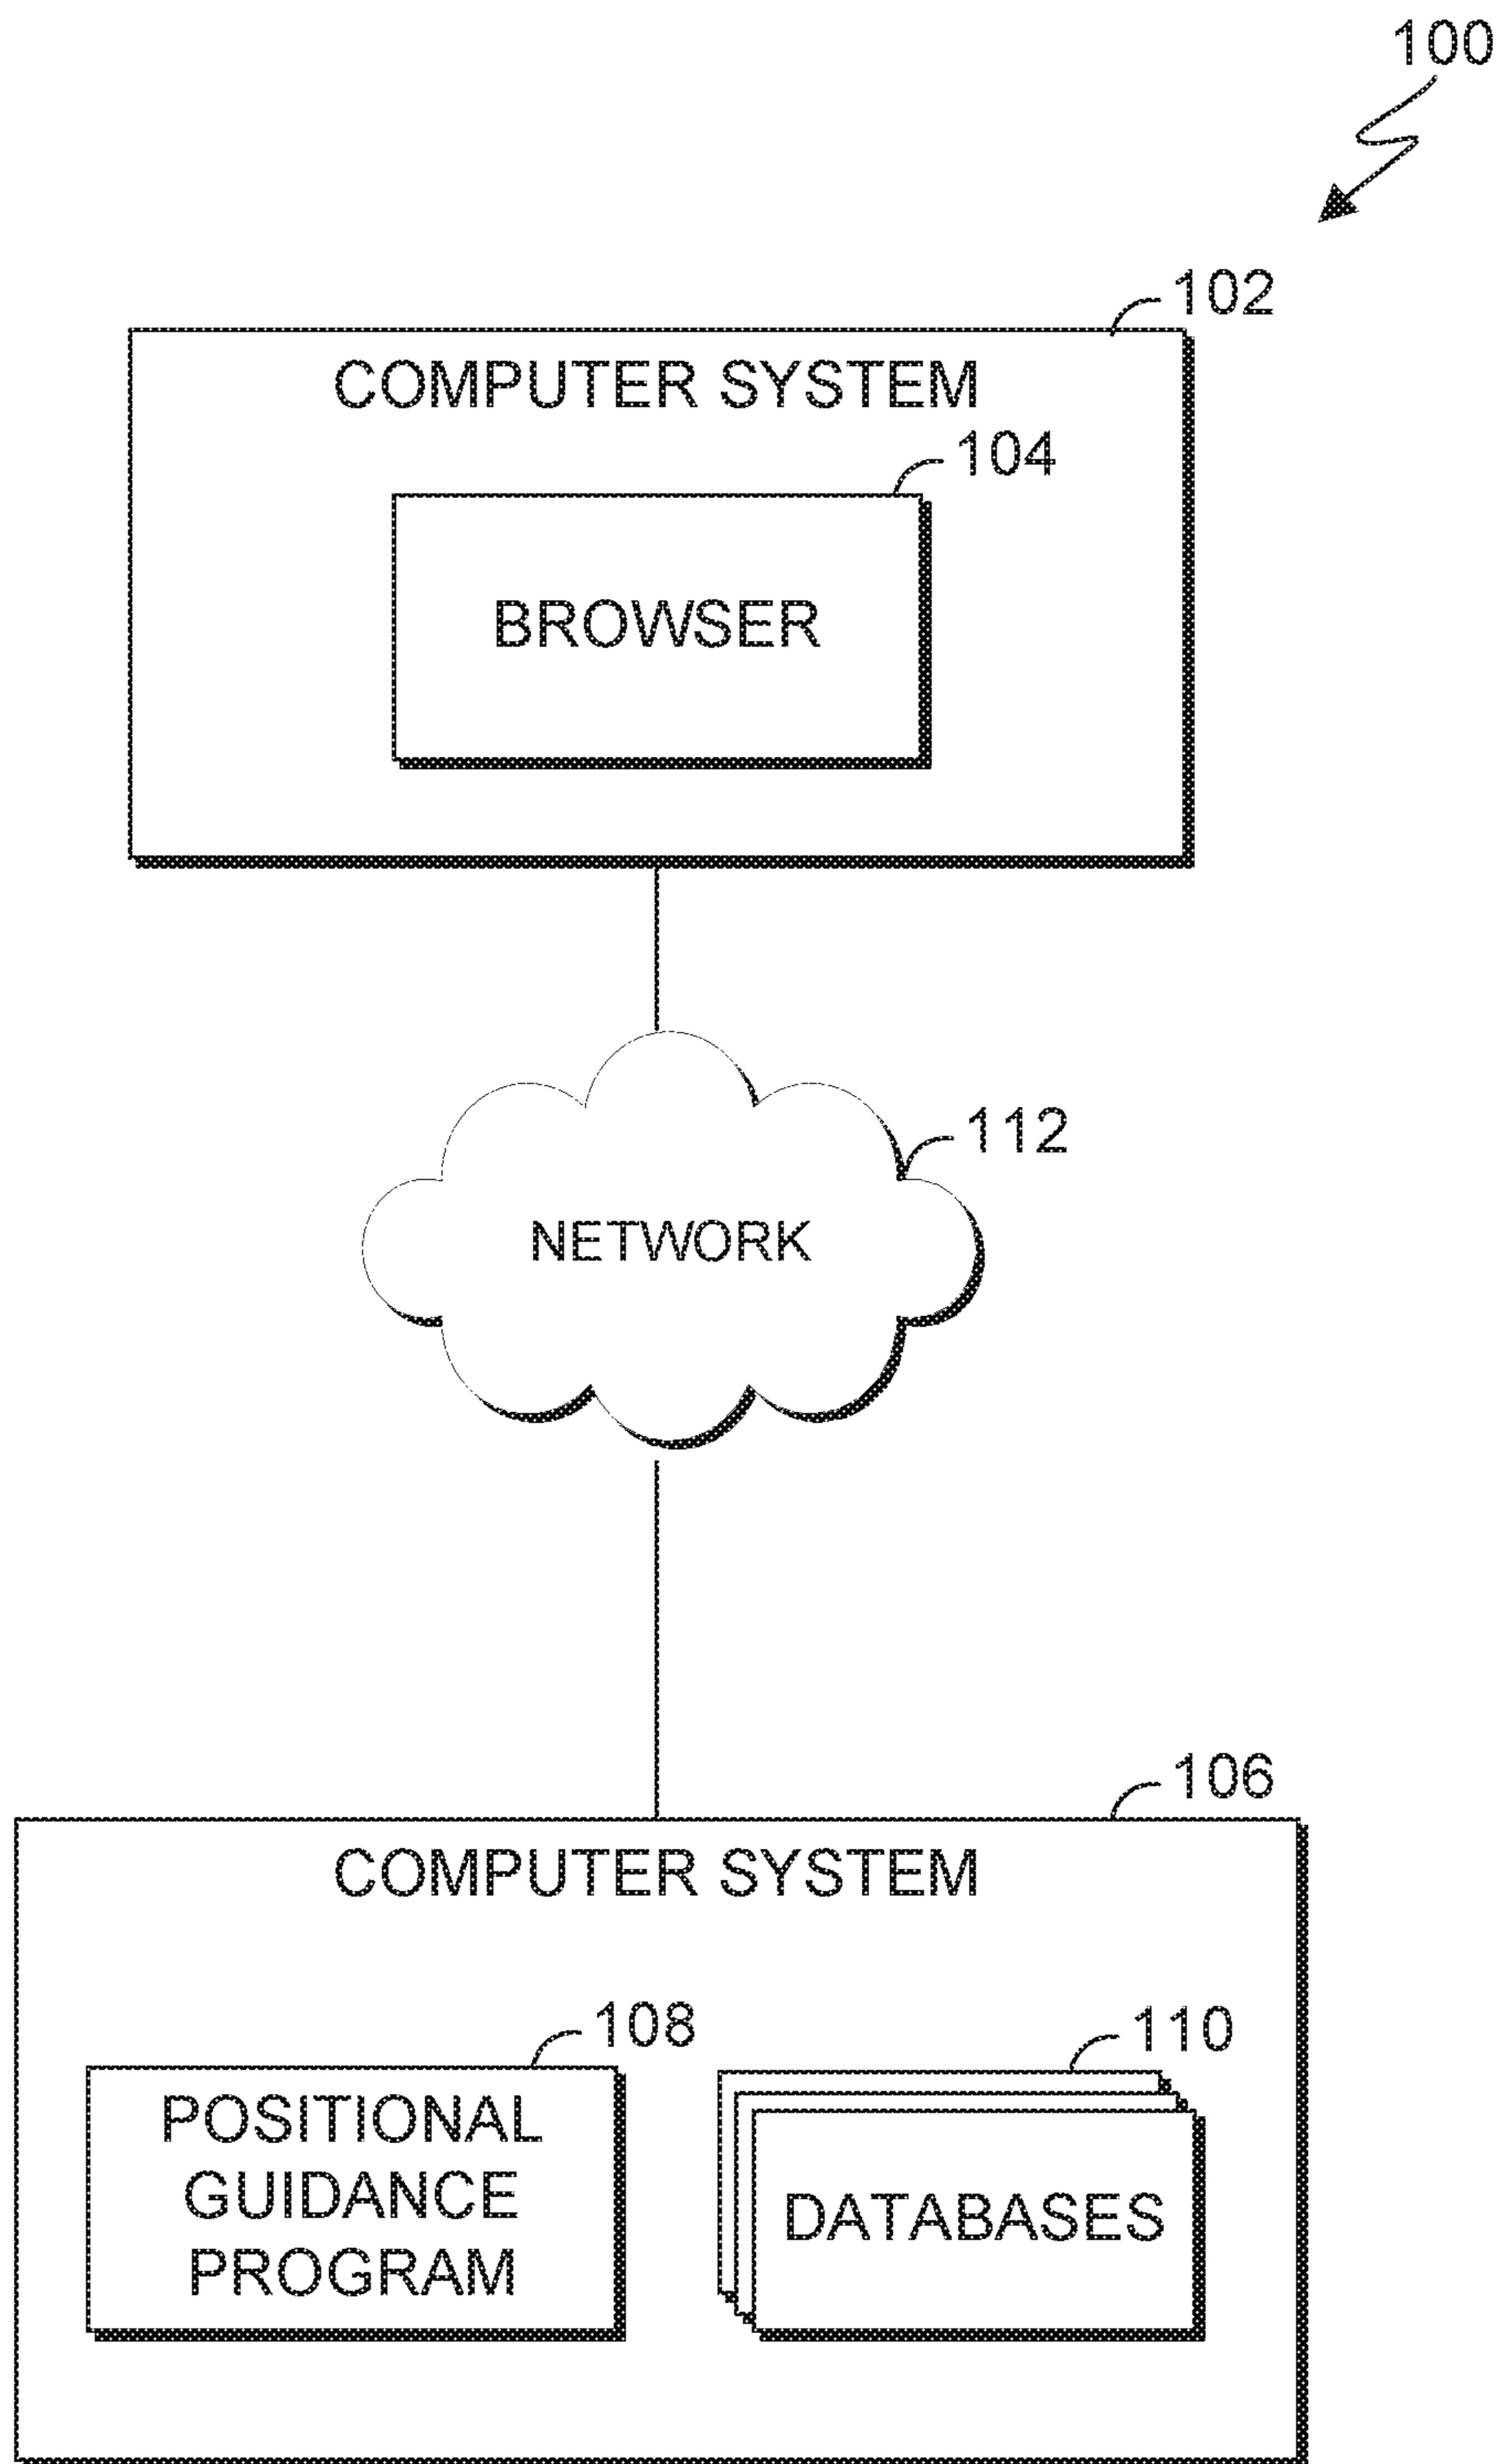 100
102
COMPUTER SYSTEM
104
BROWSER
112
NETWORK
106
COMPUTER SYSTEM
108
POSITIONAL
GUIDANCE
PROGRAM
110
DATABASES